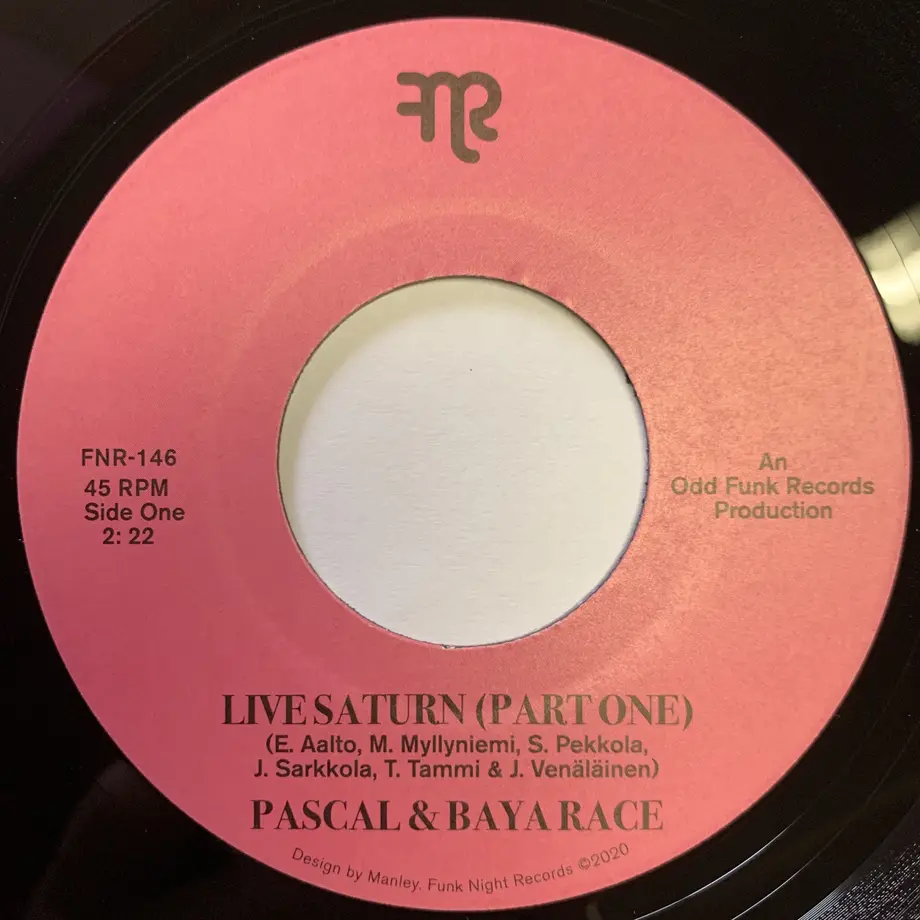 FNR
FNR-146
45 RPM
Side One
2: 22
An
Odd Funk Records
Production
LIVE SATURN (PART ONE)
(E. Aalto, M. Myllyniemi, S. Pekkola,
J. Sarkkola, T. Tammi & J. Venäläinen)
PASCAL & BAYA RACE
Design by Manley. Funk Night Records ©2020